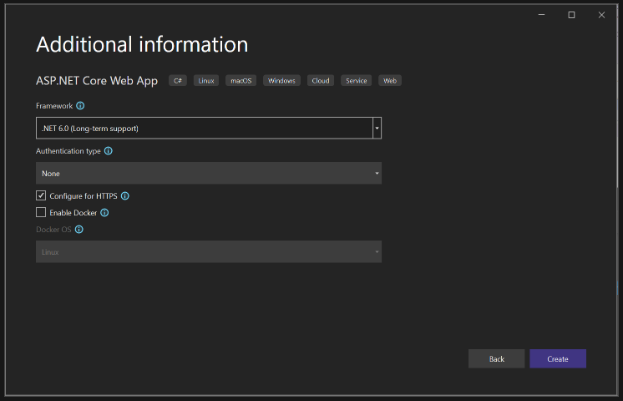 Additional information
ASP.NET Core Web App C# Linux macOS Windows Cloud Service Web
Framework
.NET 6.0 (Long-term support)
Authentication type
None
Configure for HTTPS
Enable Docker
Docker OS
Linux
Back Create